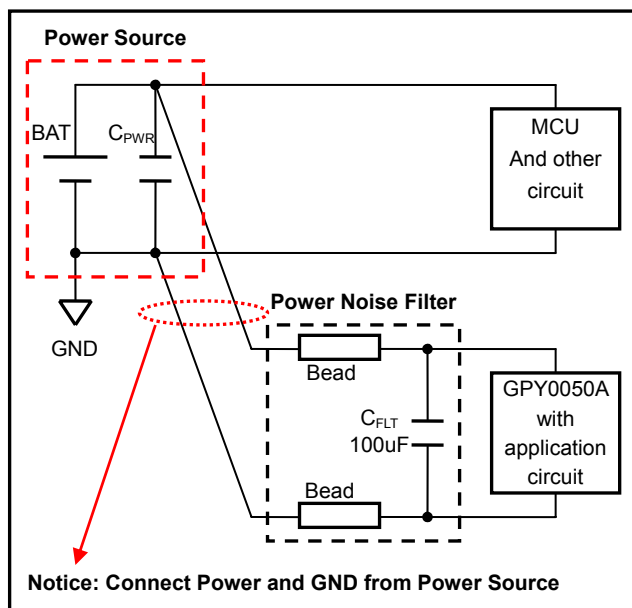 Power Source
BAT
CPWR
MCU
And other
circuit
GND
Power Noise Filter
Bead
CFLT
100uF
GPY0050A
with
application
circuit
Bead
Notice: Connect Power and GND from Power Source